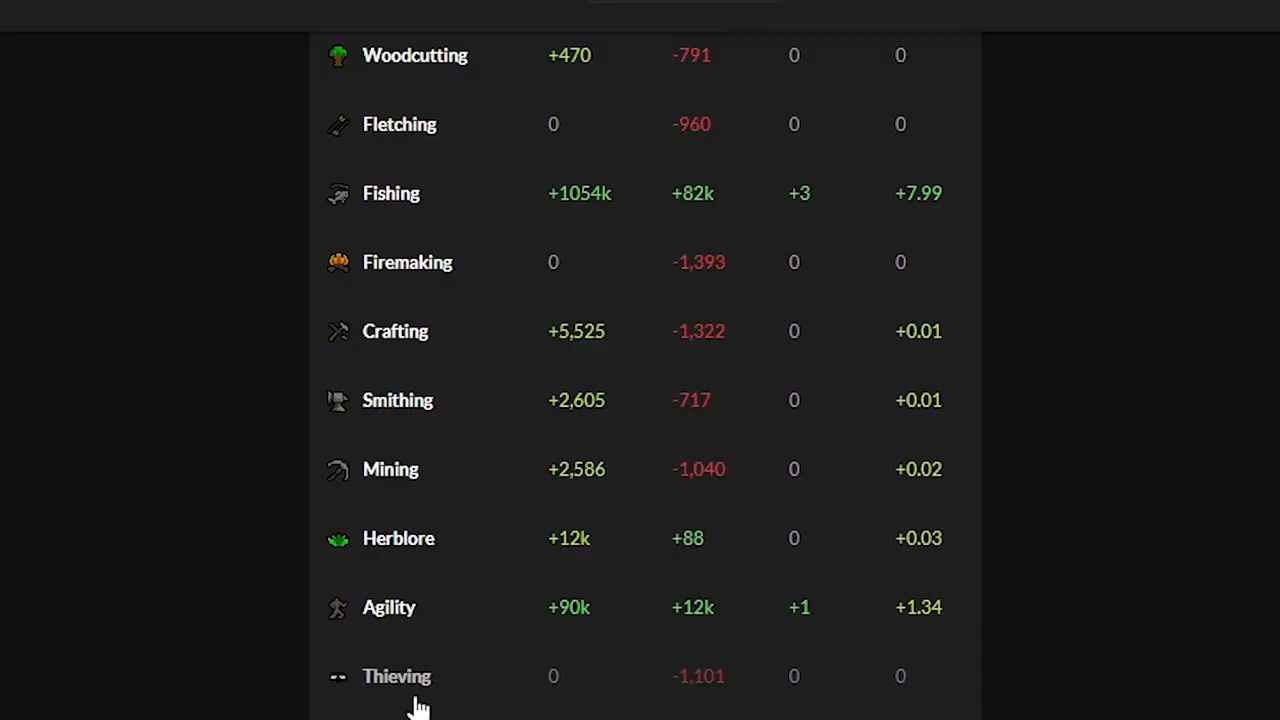 Woodcutting +470 -791 0 0
Fletching 0 -960 0 0
Fishing +1054k +82k +3 +7.99
Firemaking 0 -1,393 0 0
Crafting +5,525 -1,322 0 +0.01
Smithing +2,605 -717 0 +0.01
Mining +2,586 -1,040 0 +0.02
Herblore +12k +88 0 +0.03
Agility +90k +12k +1 +1.34
Thieving 0 -1,101 0 0